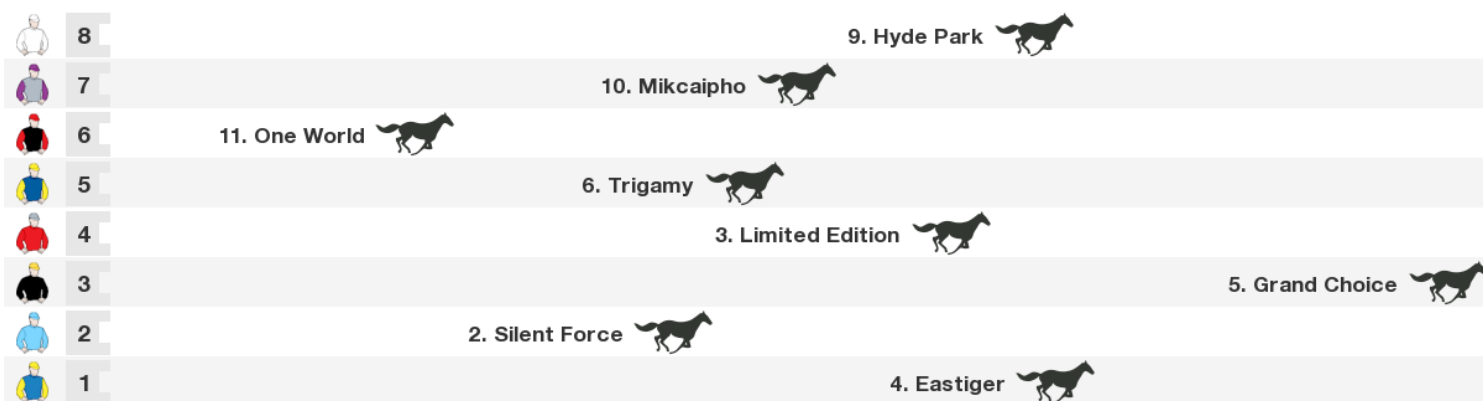 8 9. Hyde Park
7 10. Mikcaipho
6 11. One World
5 6. Trigamy
4 3. Limited Edition
3 5. Grand Choice
2 2. Silent Force
1 4. Eastiger